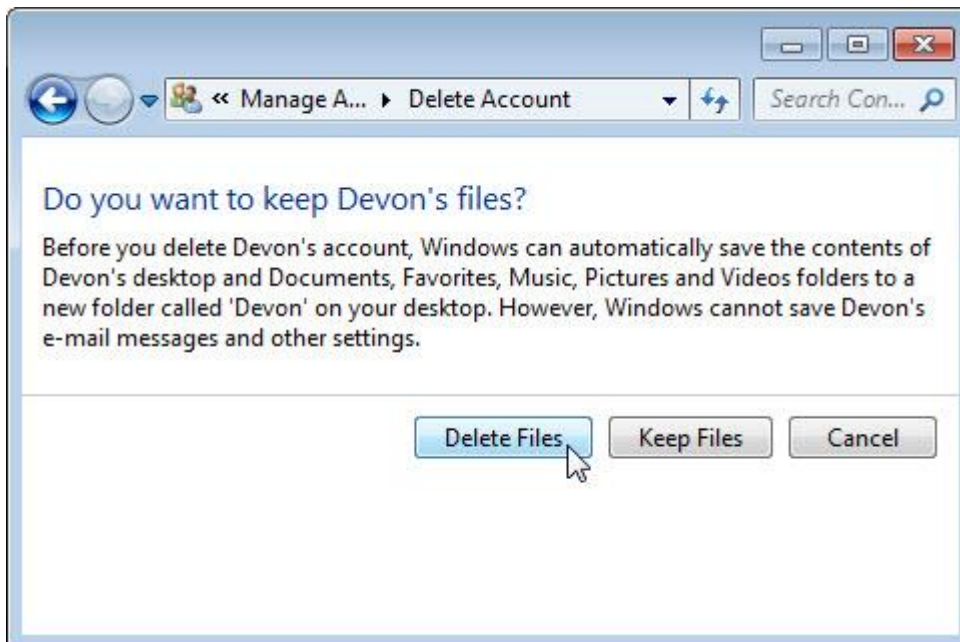 « Manage A... ▸ Delete Account
Search Con...
Do you want to keep Devon's files?
Before you delete Devon's account, Windows can automatically save the contents of
Devon's desktop and Documents, Favorites, Music, Pictures and Videos folders to a
new folder called 'Devon' on your desktop. However, Windows cannot save Devon's
e-mail messages and other settings.
Delete Files
Keep Files
Cancel